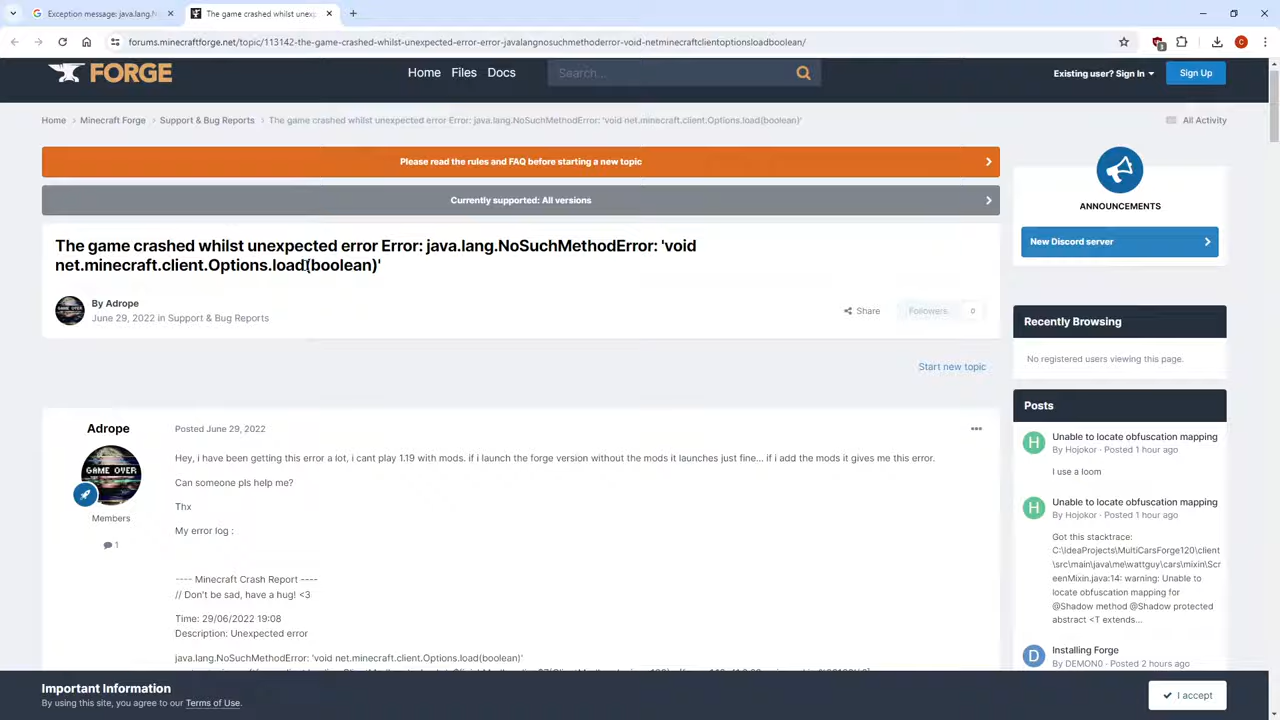 Exception message: java.lang.N
The game crashed whilst unexp
forums.minecraftforge.net/topic/113142-the-game-crashed-whilst-unexpected-error-error-javalangnosuchmethoderror-void-netminecraftclientoptionsloadboolean/
FORGE
Home Files Docs
Search...
Existing user? Sign In
Sign Up
Home > Minecraft Forge > Support & Bug Reports > The game crashed whilst unexpected error Error: java.lang.NoSuchMethodError: 'void net.minecraft.client.Options.load(boolean)'
All Activity
Please read the rules and FAQ before starting a new topic
Currently supported: All versions
ANNOUNCEMENTS
New Discord server
The game crashed whilst unexpected error Error: java.lang.NoSuchMethodError: 'void
net.minecraft.client.Options.load(boolean)'
By Adrope
June 29, 2022 in Support & Bug Reports
Share
Followers 0
Start new topic
Recently Browsing
No registered users viewing this page.
Adrope
GAME OVER
Members
1
Posted June 29, 2022
Hey, i have been getting this error a lot, i cant play 1.19 with mods. if i launch the forge version without the mods it launches just fine... if i add the mods it gives me this error.
Can someone pls help me?
Thx
My error log :
---- Minecraft Crash Report ----
// Don't be sad, have a hug! <3
Time: 29/06/2022 19:08
Description: Unexpected error
java.lang.NoSuchMethodError: 'void net.minecraft.client.Options.load(boolean)'
Posts
H
Unable to locate obfuscation mapping
By Hojokor · Posted 1 hour ago
I use a loom
H
Unable to locate obfuscation mapping
By Hojokor · Posted 1 hour ago
Got this stacktrace:
C:\IdeaProjects\MultiCarsForge120\client
\src\main\java\me\wattguy\cars\mixin\Scr
eenMixin.java:14: warning: Unable to
locate obfuscation mapping for
@Shadow method @Shadow protected
abstract <T extends...
D
Installing Forge
By DEMON0 · Posted 2 hours ago
Important Information
By using this site, you agree to our Terms of Use.
I accept